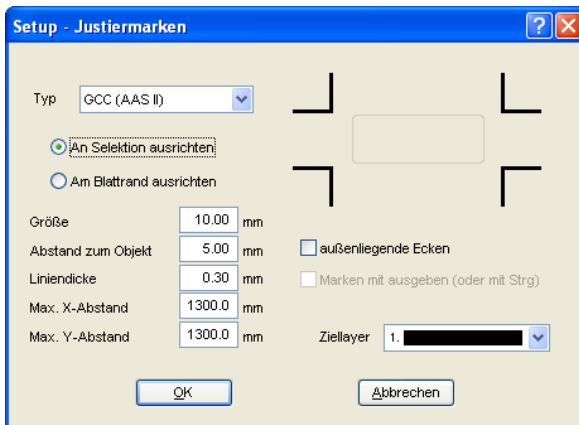 Setup - Justiermarken
Typ GCC (AAS II)
An Selektion ausrichten
Am Blattrand ausrichten
Größe 10.00 mm
Abstand zum Objekt 5.00 mm
außenliegende Ecken
Liniendicke 0.30 mm
Marken mit ausgeben (oder mit Strg)
Max. X-Abstand 1300.0 mm
Max. Y-Abstand 1300.0 mm
Ziellayer 1.
OK
Abbrechen